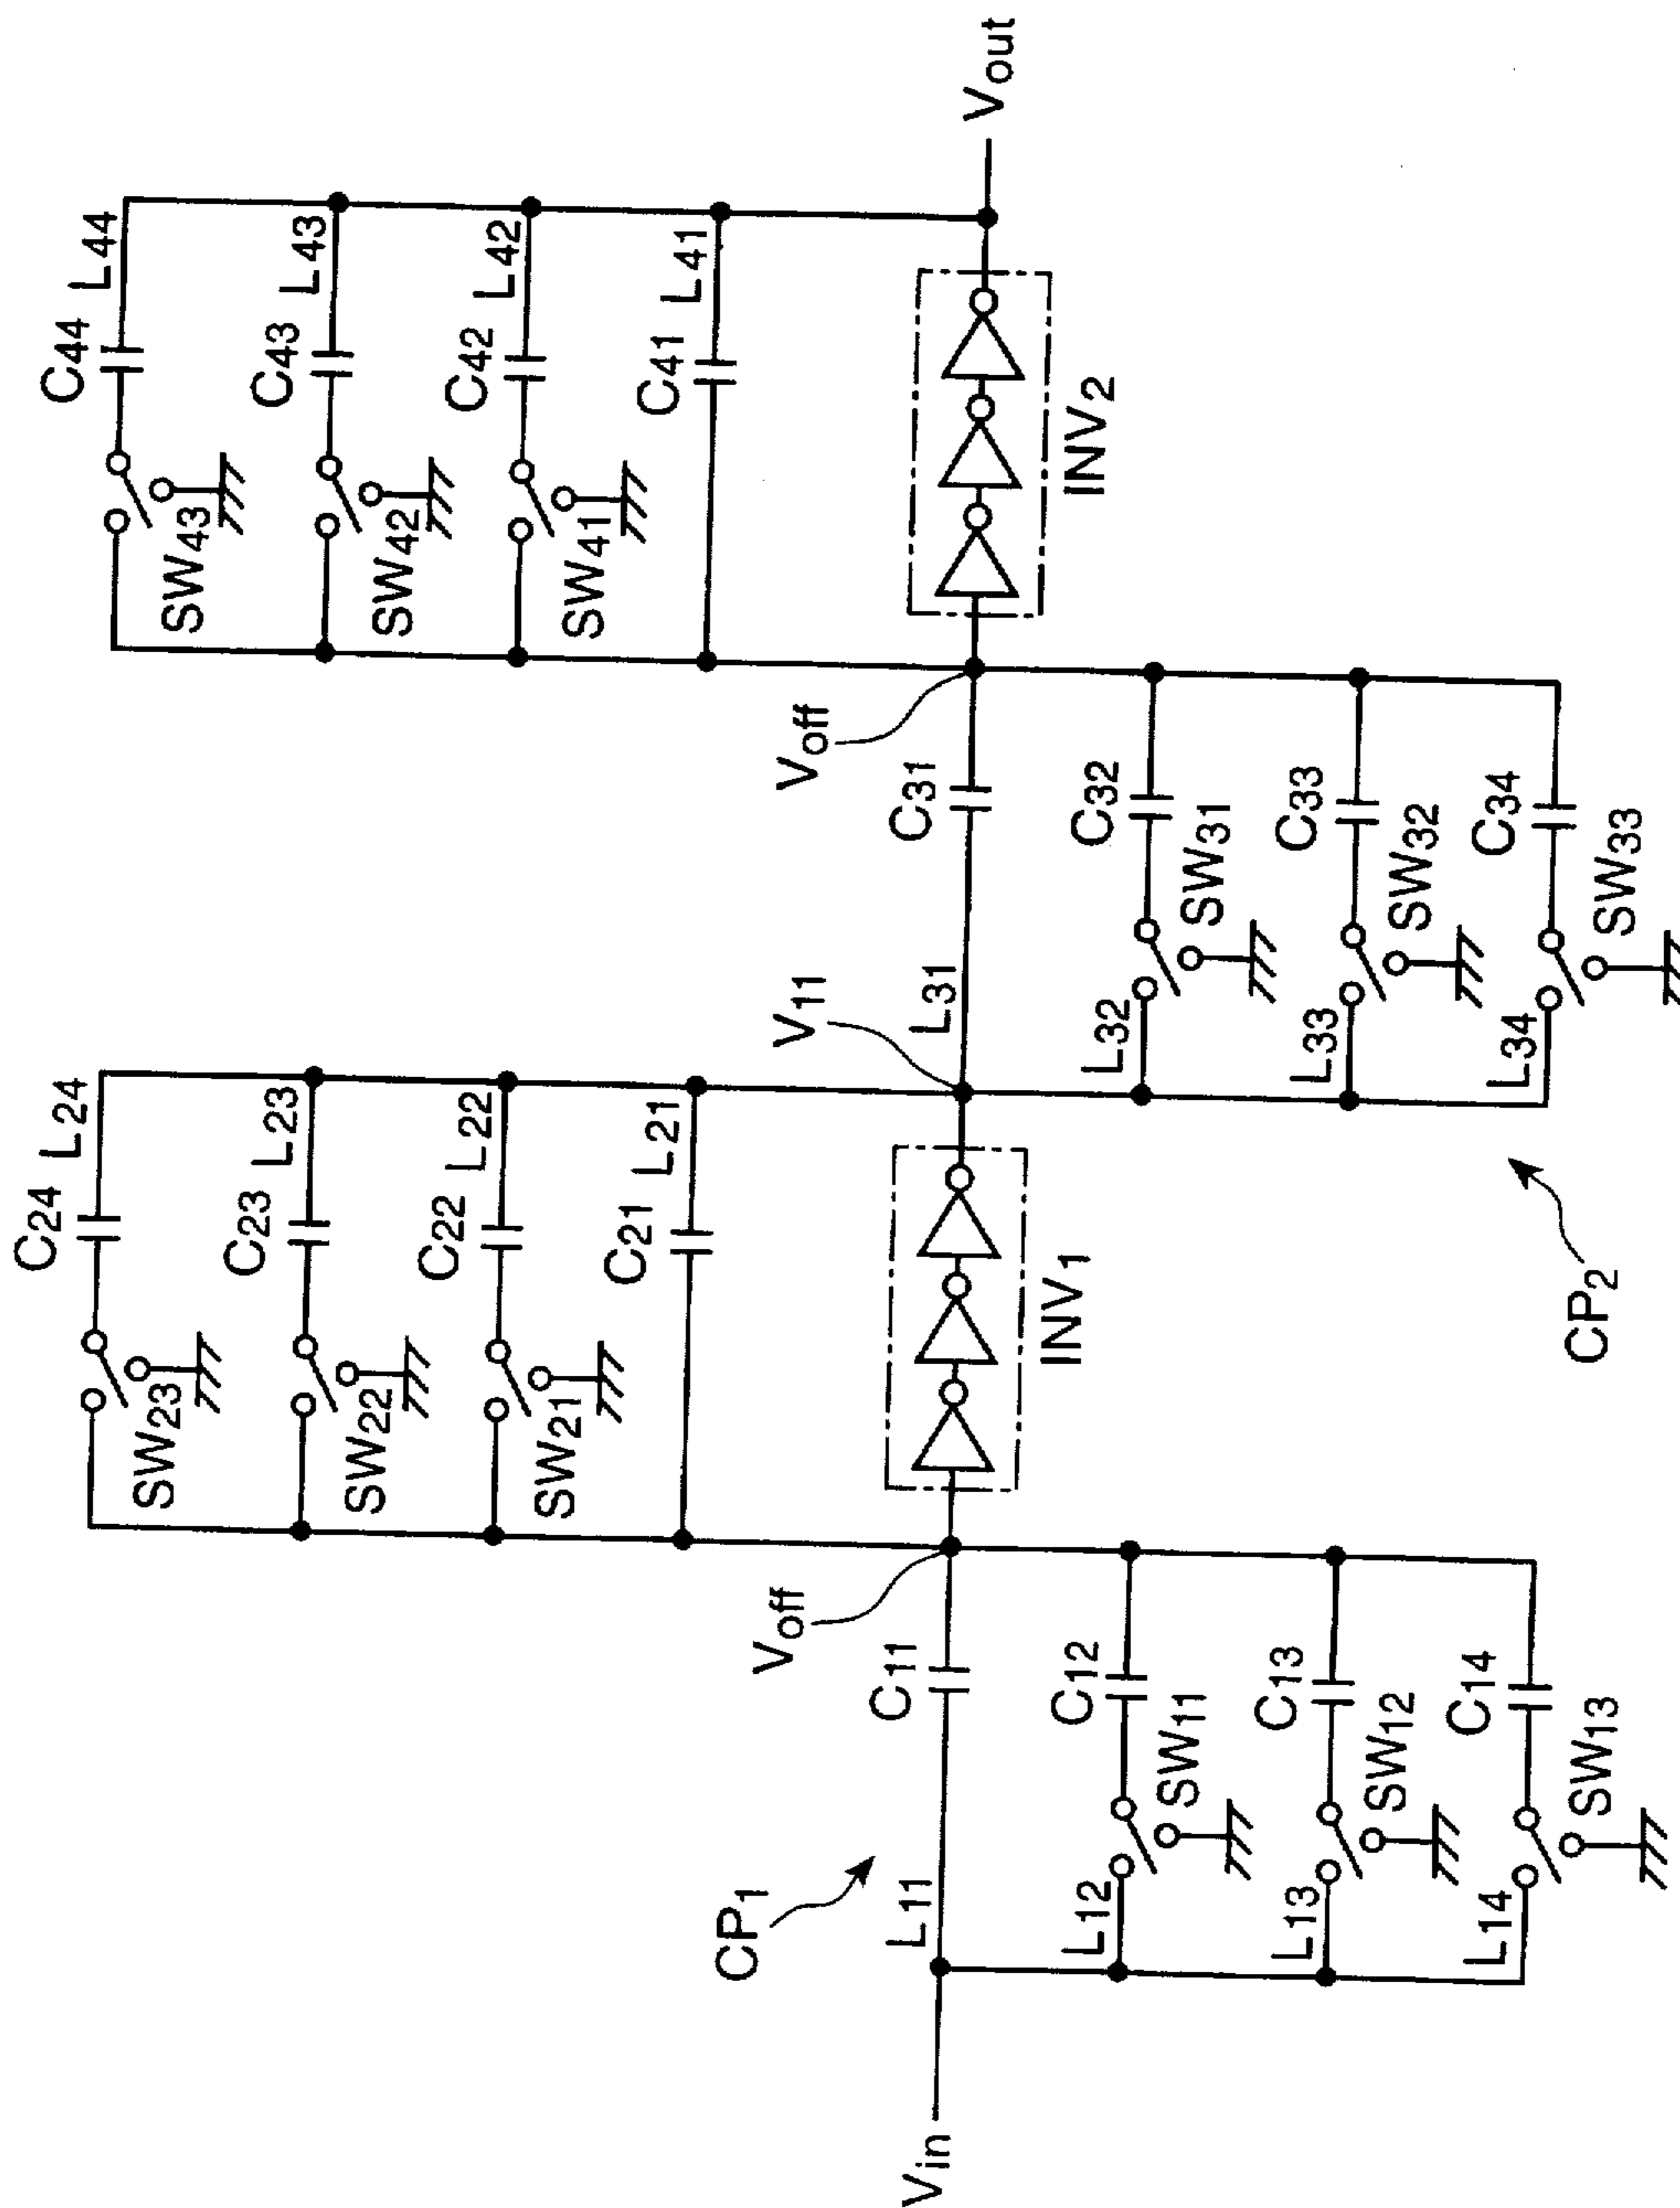 C24
L24
C44
L44
SW23
SW43
C23
L23
C43
L43
SW22
SW42
C22
L22
C42
L42
SW21
SW41
C21
L21
C41
L41
Voff
V11
Voff
CP1
L11
C11
INV1
L31
C31
INV2
Vin
Vout
L12
C12
SW11
L32
C32
SW31
L13
C13
SW12
L33
C33
SW32
L14
C14
SW13
L34
C34
SW33
CP2